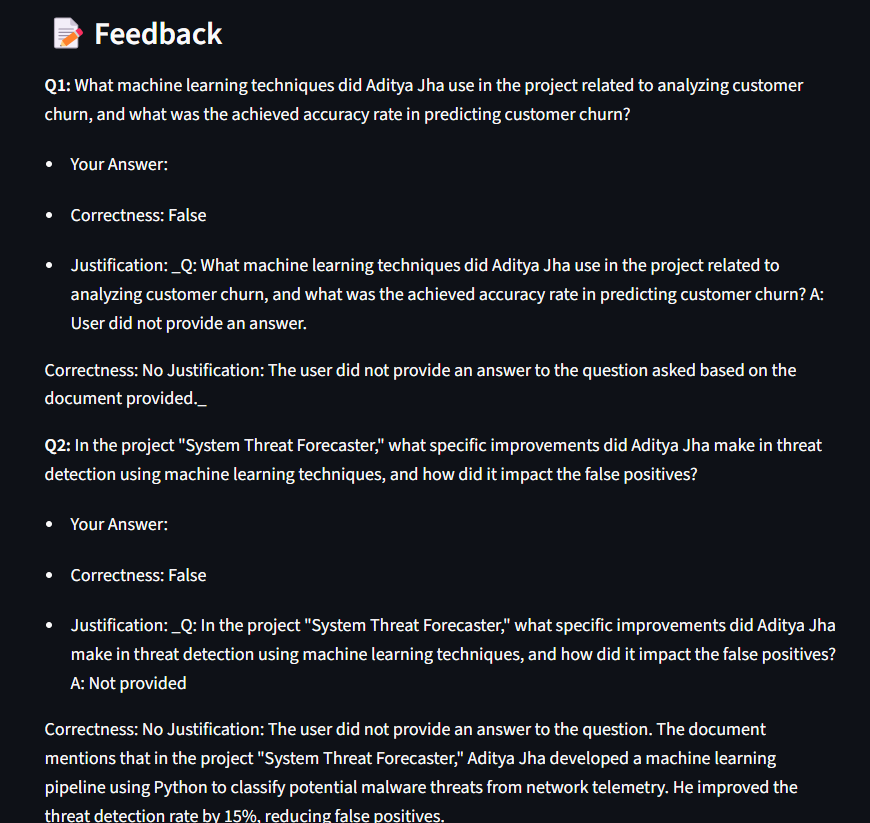 📝 Feedback
Q1: What machine learning techniques did Aditya Jha use in the project related to analyzing customer
churn, and what was the achieved accuracy rate in predicting customer churn?
• Your Answer:
• Correctness: False
• Justification: _Q: What machine learning techniques did Aditya Jha use in the project related to
analyzing customer churn, and what was the achieved accuracy rate in predicting customer churn? A:
User did not provide an answer.
Correctness: No Justification: The user did not provide an answer to the question asked based on the
document provided._
Q2: In the project "System Threat Forecaster," what specific improvements did Aditya Jha make in threat
detection using machine learning techniques, and how did it impact the false positives?
• Your Answer:
• Correctness: False
• Justification: _Q: In the project "System Threat Forecaster," what specific improvements did Aditya Jha
make in threat detection using machine learning techniques, and how did it impact the false positives?
A: Not provided
Correctness: No Justification: The user did not provide an answer to the question. The document
mentions that in the project "System Threat Forecaster," Aditya Jha developed a machine learning
pipeline using Python to classify potential malware threats from network telemetry. He improved the
threat detection rate by 15%, reducing false positives.